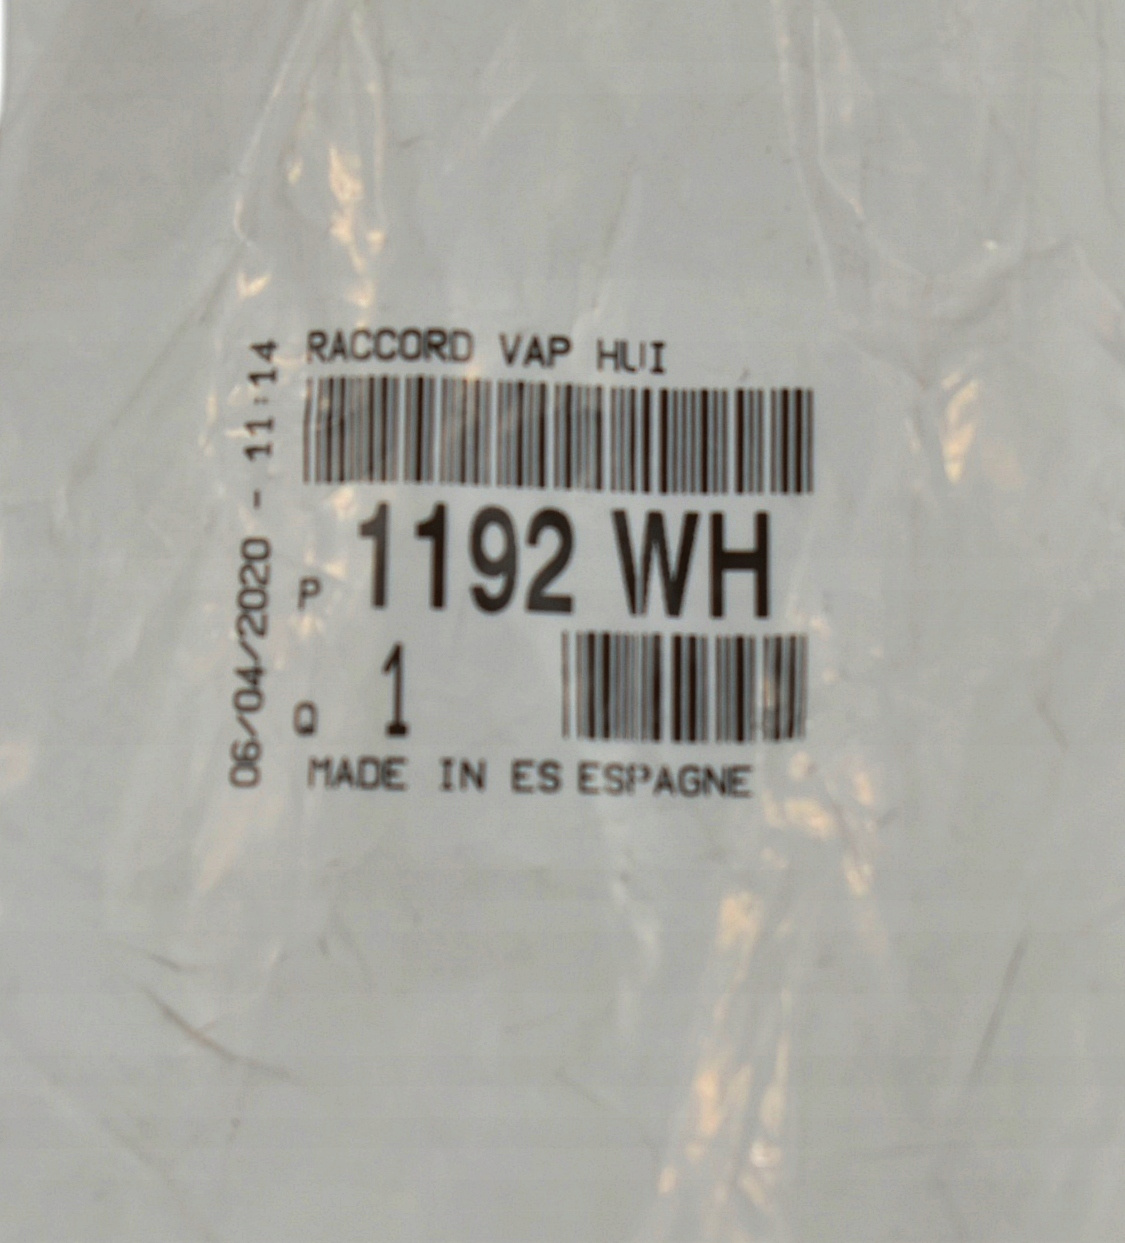 RACCORD VAP HUI
06/04/2020 - 11:14
P 1192 WH
Q 1
MADE IN ES ESPAGNE